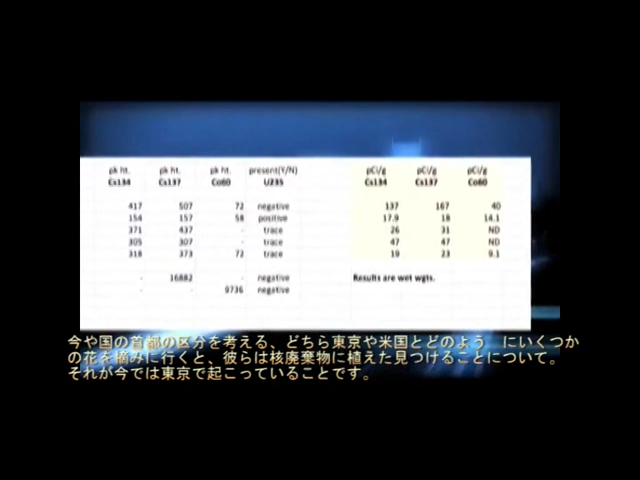 pk ht. pk ht. pk ht. present(Y/N) pCi/g pCi/g pCi/g
Cs134 Cs137 Co60 U235 Cs134 Cs137 Co60
417 507 72 negative 137 167 40
154 157 58 positive 17.9 18 14.1
371 437 - trace 26 31 ND
305 307 - trace 47 47 ND
318 373 72 trace 19 23 9.1
- 16882 - negative Results are wet wgts.
- - 9736 negative
今や国の首都の区分を考える、どちら東京や米国とどのよう にいくつか
の花を摘みに行くと、彼らは核廃棄物に植えた見つけることについて。
それが今では東京で起こっていることです。